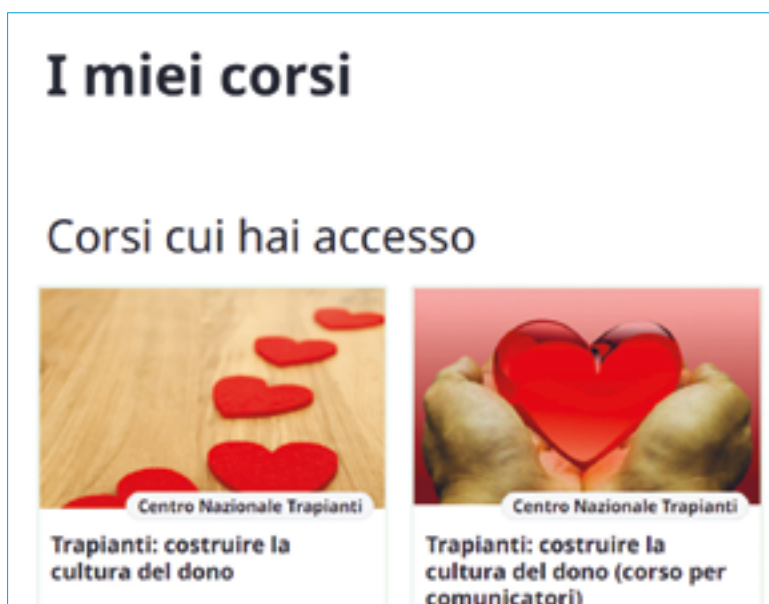 I miei corsi
Corsi cui hai accesso
Centro Nazionale Trapianti
Trapianti: costruire la
cultura del dono
Centro Nazionale Trapianti
Trapianti: costruire la
cultura del dono (corso per
comunicatori)